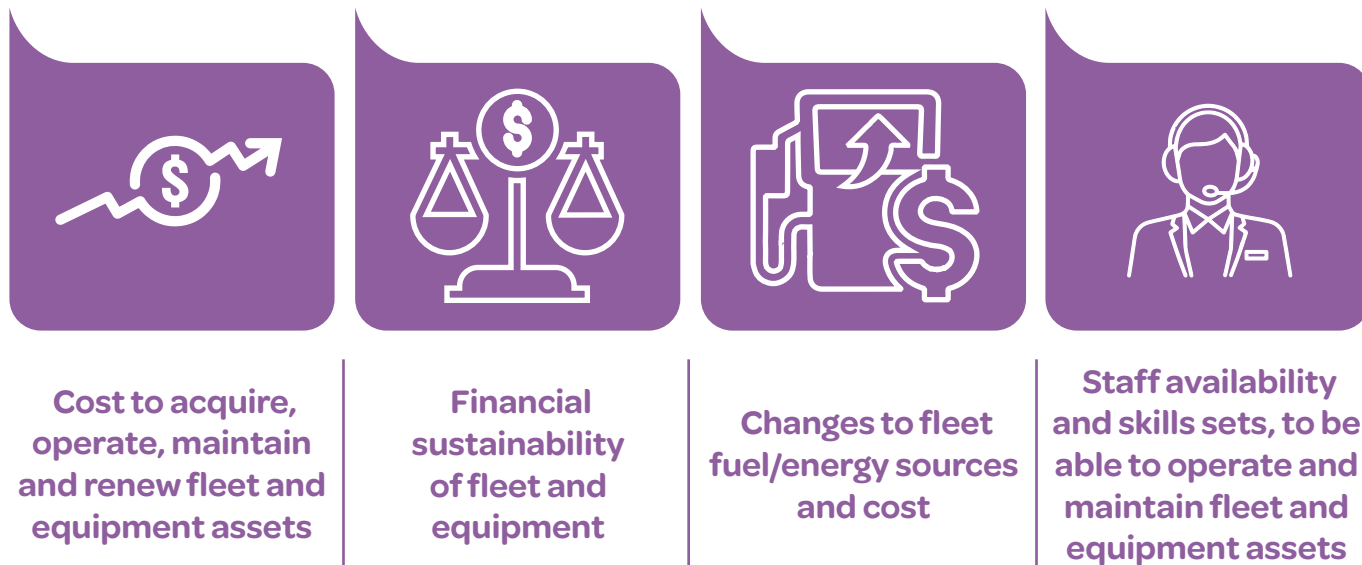 $
$
$
Cost to acquire,
operate, maintain
and renew fleet and
equipment assets
Financial
sustainability
of fleet and
equipment
Changes to fleet
fuel/energy sources
and cost
Staff availability
and skills sets, to be
able to operate and
maintain fleet and
equipment assets